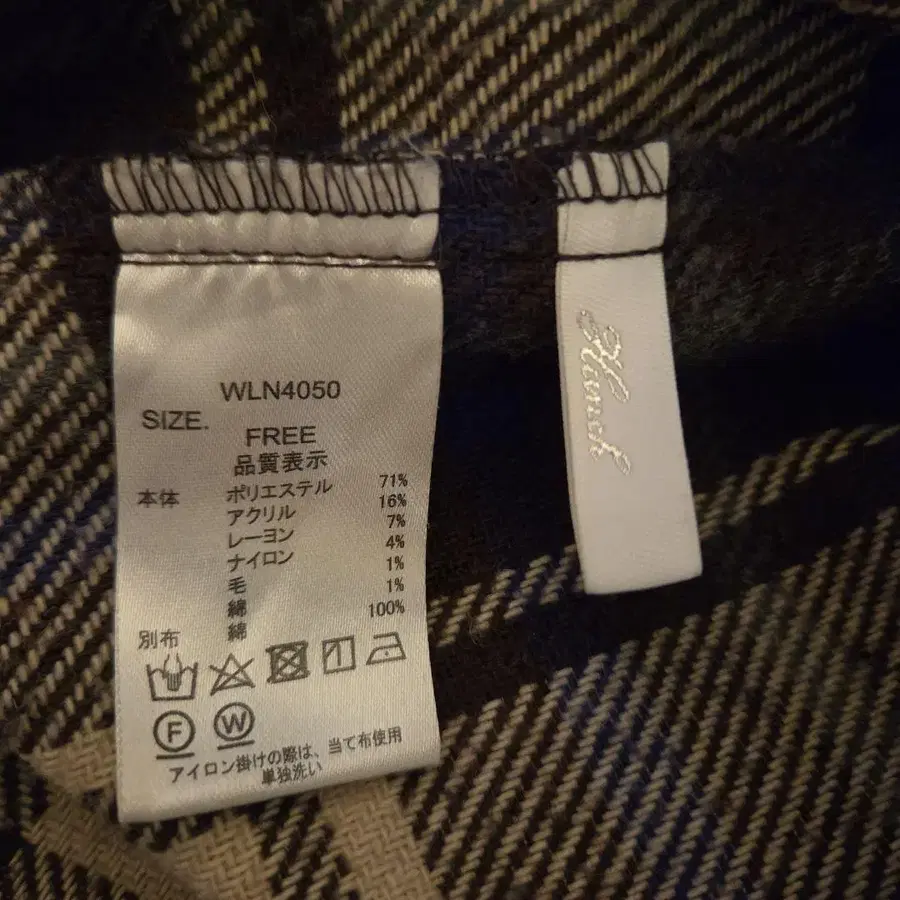 WLN4050
SIZE.
FREE
品質表示
本体 ポリエステル 71%
アクリル 16%
レーヨン 7%
ナイロン 4%
毛 1%
綿 1%
別布 綿 100%
F W
アイロン掛けの際は、当て布使用
単独洗い